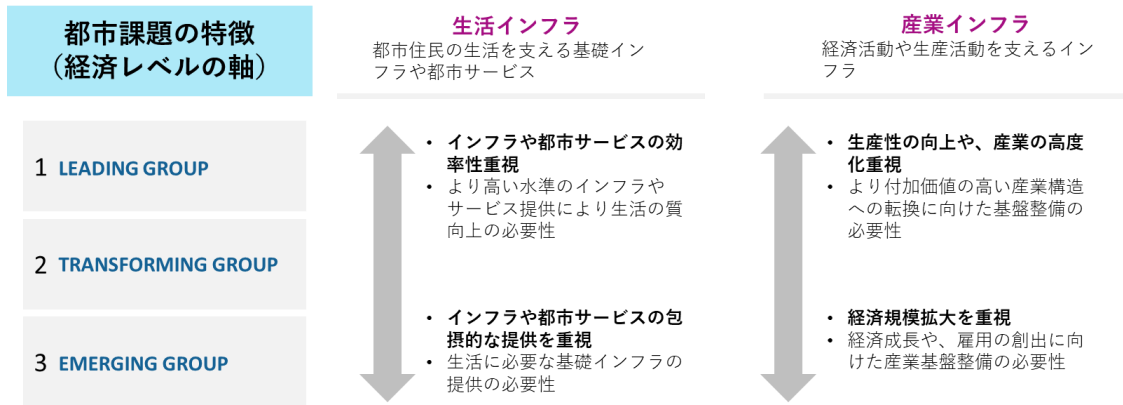 都市課題の特徴
（経済レベルの軸）
生活インフラ
都市住民の生活を支える基礎イン
フラや都市サービス
産業インフラ
経済活動や生産活動を支えるイン
フラ
1 LEADING GROUP
2 TRANSFORMING GROUP
3 EMERGING GROUP
• インフラや都市サービスの効
率性重視
• より高い水準のインフラや
サービス提供により生活の質
向上の必要性
• インフラや都市サービスの包
摂的な提供を重視
• 生活に必要な基礎インフラの
提供の必要性
• 生産性の向上や、産業の高度
化重視
• より付加価値の高い産業構造
への転換に向けた基盤整備の
必要性
• 経済規模拡大を重視
• 経済成長や、雇用の創出に向
けた産業基盤整備の必要性